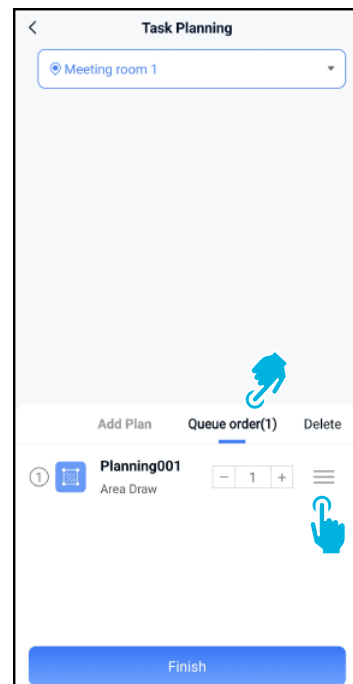 Task Planning
Meeting room 1
Add Plan Queue order(1) Delete
1 Planning001 - 1 +
Area Draw
Finish